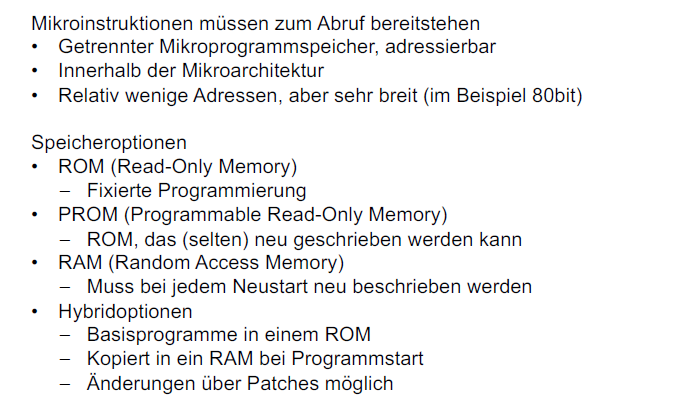 Mikroinstruktionen müssen zum Abruf bereitstehen
• Getrennter Mikroprogrammspeicher, adressierbar
• Innerhalb der Mikroarchitektur
• Relativ wenige Adressen, aber sehr breit (im Beispiel 80bit)
Speicheroptionen
• ROM (Read-Only Memory)
– Fixierte Programmierung
• PROM (Programmable Read-Only Memory)
– ROM, das (selten) neu geschrieben werden kann
• RAM (Random Access Memory)
– Muss bei jedem Neustart neu beschrieben werden
• Hybridoptionen
– Basisprogramme in einem ROM
– Kopiert in ein RAM bei Programmstart
– Änderungen über Patches möglich